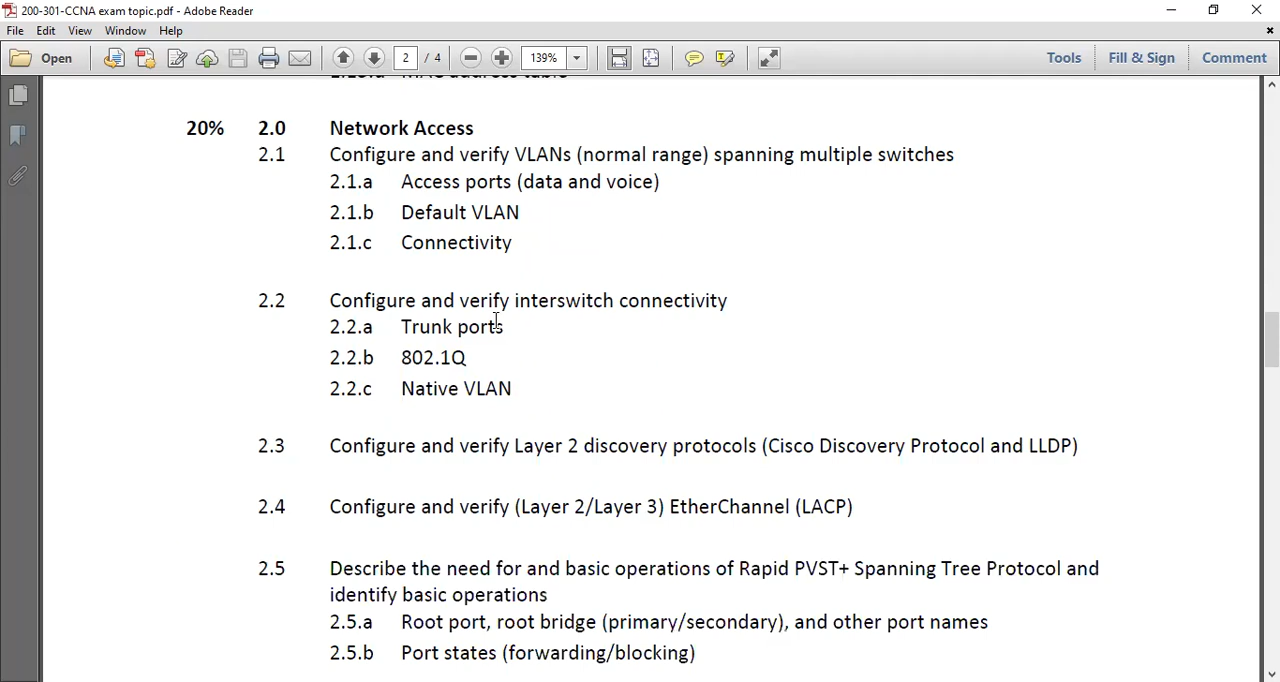 200-301-CCNA exam topic.pdf - Adobe Reader
File Edit View Window Help
Open 2 / 4 139% Tools Fill & Sign Comment
MAC address table
20% 2.0 Network Access
2.1 Configure and verify VLANs (normal range) spanning multiple switches
2.1.a Access ports (data and voice)
2.1.b Default VLAN
2.1.c Connectivity
2.2 Configure and verify interswitch connectivity
2.2.a Trunk ports
2.2.b 802.1Q
2.2.c Native VLAN
2.3 Configure and verify Layer 2 discovery protocols (Cisco Discovery Protocol and LLDP)
2.4 Configure and verify (Layer 2/Layer 3) EtherChannel (LACP)
2.5 Describe the need for and basic operations of Rapid PVST+ Spanning Tree Protocol and
identify basic operations
2.5.a Root port, root bridge (primary/secondary), and other port names
2.5.b Port states (forwarding/blocking)